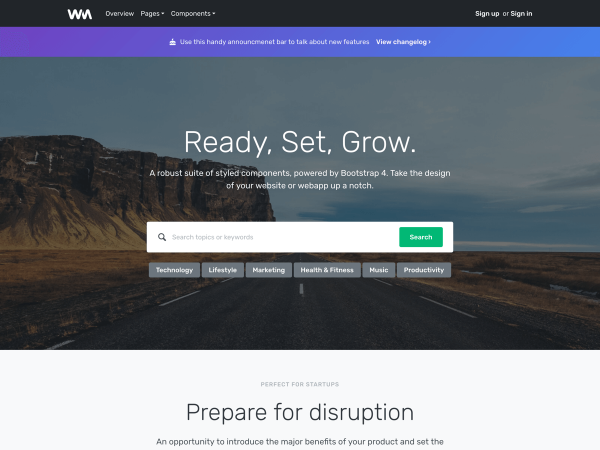 WM
Overview Pages Components
Sign up or Sign in
Use this handy announcmenet bar to talk about new features View changelog ›
Ready, Set, Grow.
A robust suite of styled components, powered by Bootstrap 4. Take the design
of your website or webapp up a notch.
Search topics or keywords
Search
Technology Lifestyle Marketing Health & Fitness Music Productivity
PERFECT FOR STARTUPS
Prepare for disruption
An opportunity to introduce the major benefits of your product and set the